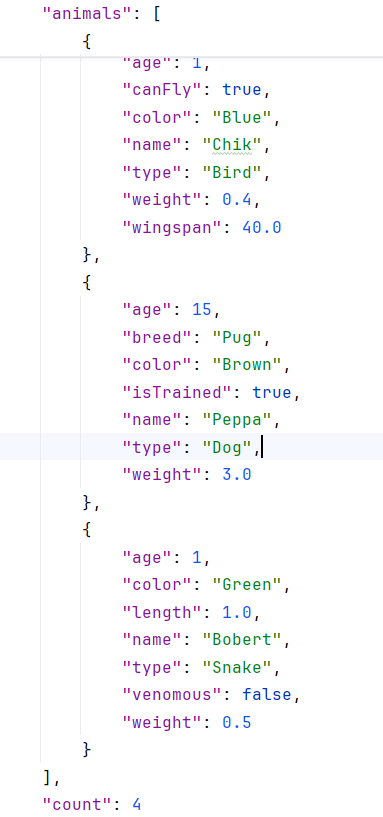 "animals": [
{
"age": 1,
"canFly": true,
"color": "Blue",
"name": "Chik",
"type": "Bird",
"weight": 0.4,
"wingspan": 40.0
},
{
"age": 15,
"breed": "Pug",
"color": "Brown",
"isTrained": true,
"name": "Peppa",
"type": "Dog",
"weight": 3.0
},
{
"age": 1,
"color": "Green",
"length": 1.0,
"name": "Bobert",
"type": "Snake",
"venomous": false,
"weight": 0.5
}
],
"count": 4